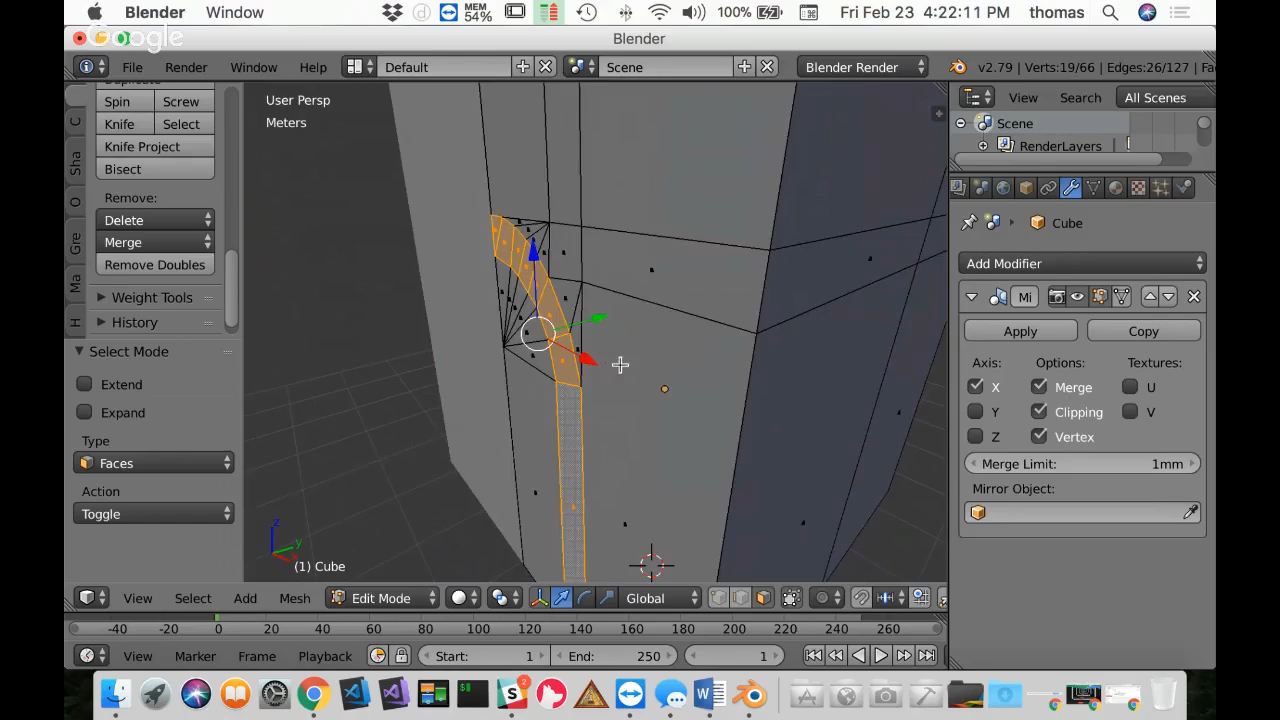 Blender Window MEM 54% 100% Fri Feb 23 4:22:11 PM thomas
Google
Blender
File Render Window Help Default Scene Blender Render v2.79 | Verts:19/66 | Edges:26/127 | Fa
Spin Screw
Knife Select
Knife Project
Bisect
Remove:
Delete
Merge
Remove Doubles
Weight Tools
History
C
Sha
O
Gre
Ma
H
Select Mode
Extend
Expand
Type
Faces
Action
Toggle
User Persp
Meters
z
y
(1) Cube
View Select Add Mesh Edit Mode Global
View Search All Scenes
Scene
RenderLayers
Cube
Add Modifier
Mi
Apply Copy
Axis: Options: Textures:
X Merge U
Y Clipping V
Z Vertex
Merge Limit: 1mm
Mirror Object:
-40 -20 0 20 40 60 80 100 120 140 160 180 200 220 240 260
View Marker Frame Playback Start: 1 End: 250 1
2